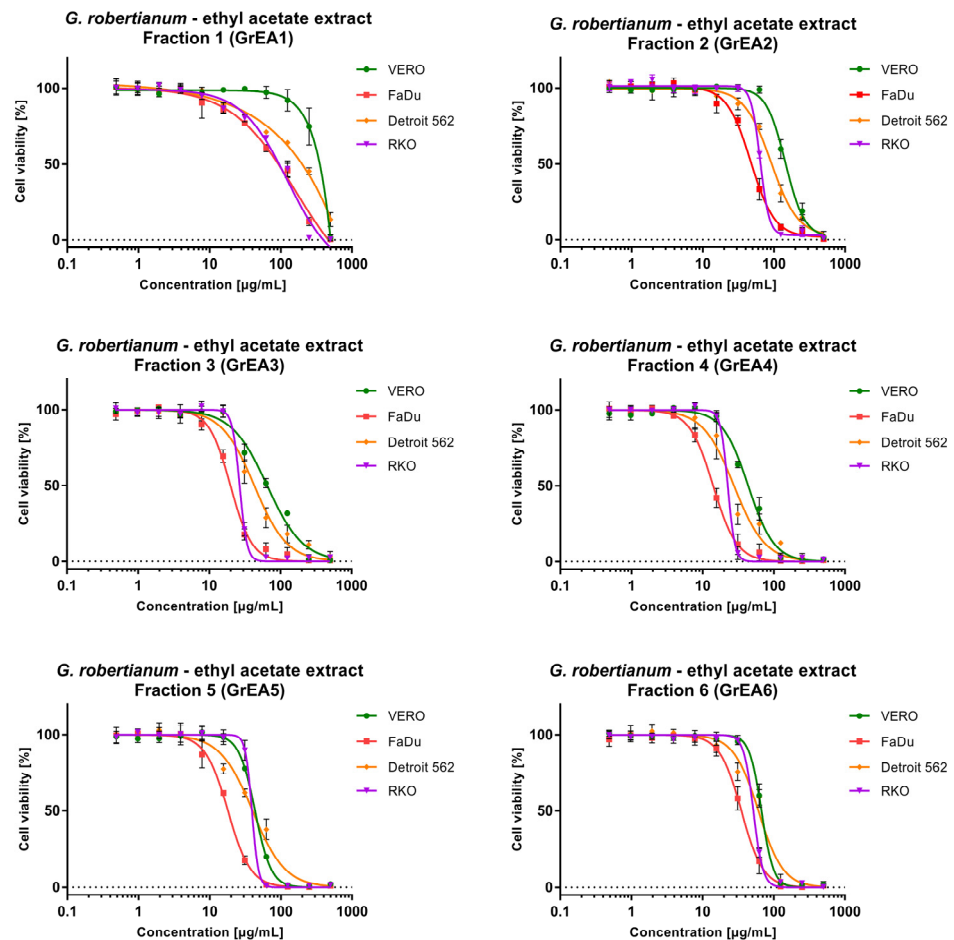 G. robertianum - ethyl acetate extract
Fraction 1 (GrEA1)
Cell viability [%]
100
50
0
0.1 1 10 100 1000
Concentration [µg/mL]
VERO
FaDu
Detroit 562
RKO
G. robertianum - ethyl acetate extract
Fraction 2 (GrEA2)
Cell viability [%]
100
50
0
0.1 1 10 100 1000
Concentration [µg/mL]
VERO
FaDu
Detroit 562
RKO
G. robertianum - ethyl acetate extract
Fraction 3 (GrEA3)
Cell viability [%]
100
50
0
0.1 1 10 100 1000
Concentration [µg/mL]
VERO
FaDu
Detroit 562
RKO
G. robertianum - ethyl acetate extract
Fraction 4 (GrEA4)
Cell viability [%]
100
50
0
0.1 1 10 100 1000
Concentration [µg/mL]
VERO
FaDu
Detroit 562
RKO
G. robertianum - ethyl acetate extract
Fraction 5 (GrEA5)
Cell viability [%]
100
50
0
0.1 1 10 100 1000
Concentration [µg/mL]
VERO
FaDu
Detroit 562
RKO
G. robertianum - ethyl acetate extract
Fraction 6 (GrEA6)
Cell viability [%]
100
50
0
0.1 1 10 100 1000
Concentration [µg/mL]
VERO
FaDu
Detroit 562
RKO